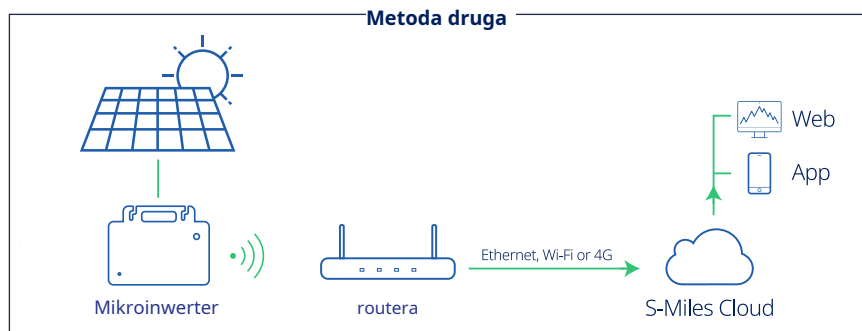 Metoda druga
Web
App
Ethernet, Wi-Fi or 4G
Mikroinwerter
routera
S-Miles Cloud